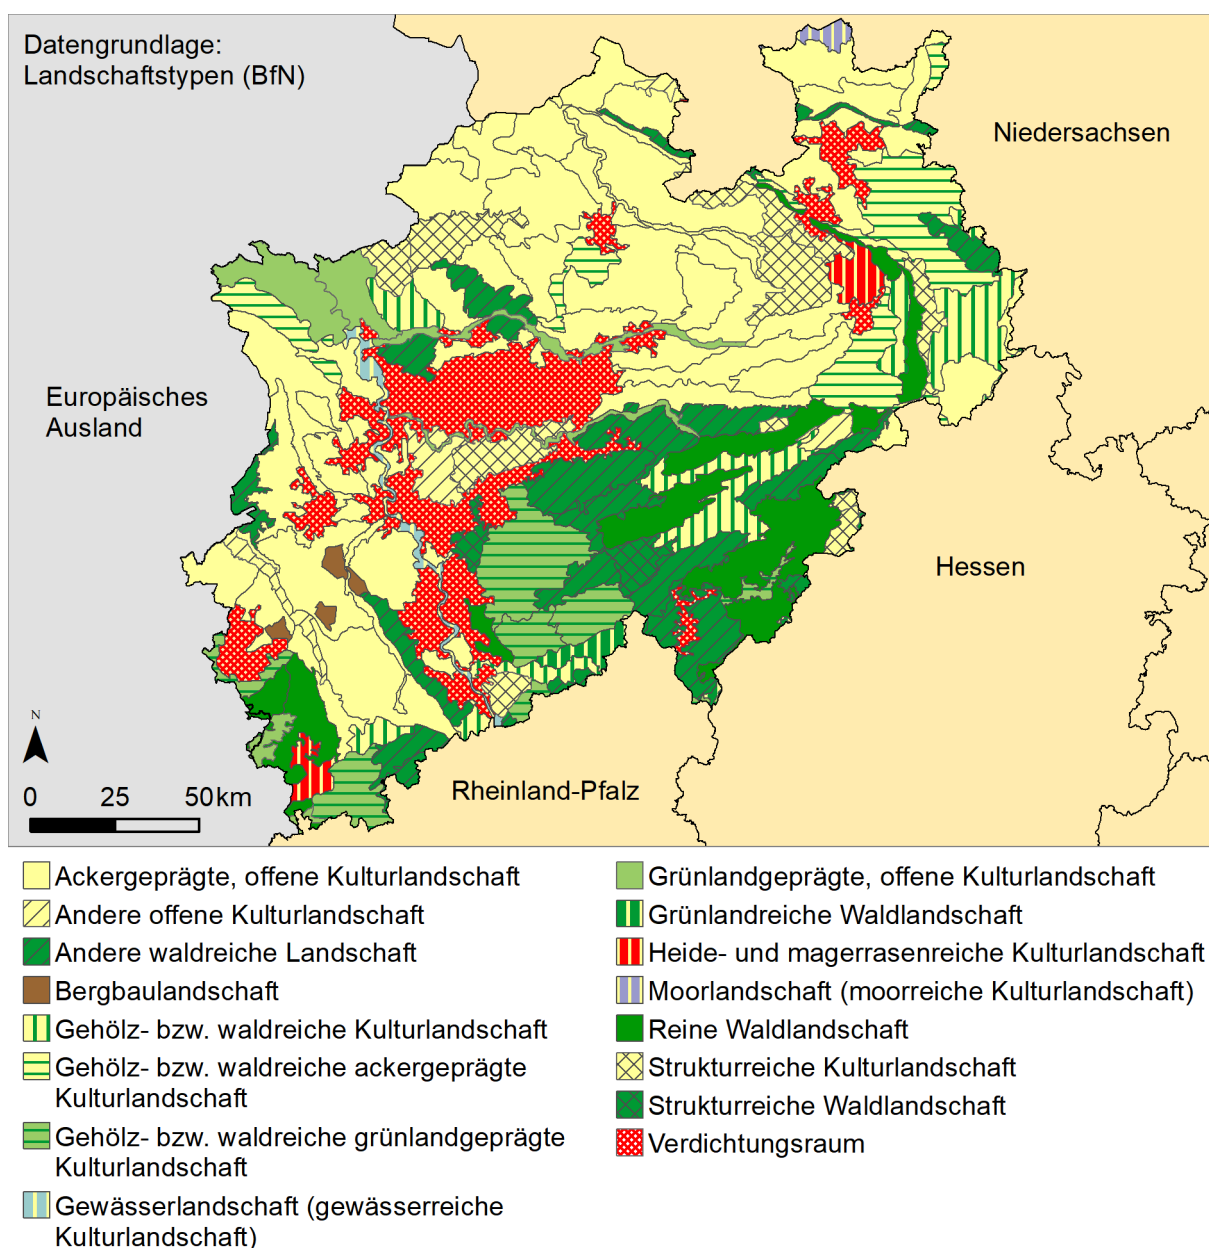 Datengrundlage:
Landschaftstypen (BfN)
Niedersachsen
Europäisches
Ausland
Hessen
Rheinland-Pfalz
N
0 25 50 km
Ackergeprägte, offene Kulturlandschaft
Andere offene Kulturlandschaft
Andere waldreiche Landschaft
Bergbaulandschaft
Gehölz- bzw. waldreiche Kulturlandschaft
Gehölz- bzw. waldreiche ackergeprägte
Kulturlandschaft
Gehölz- bzw. waldreiche grünlandgeprägte
Kulturlandschaft
Gewässerlandschaft (gewässerreiche
Kulturlandschaft)
Grünlandgeprägte, offene Kulturlandschaft
Grünlandreiche Waldlandschaft
Heide- und magerrasenreiche Kulturlandschaft
Moorlandschaft (moorreiche Kulturlandschaft)
Reine Waldlandschaft
Strukturreiche Kulturlandschaft
Strukturreiche Waldlandschaft
Verdichtungsraum